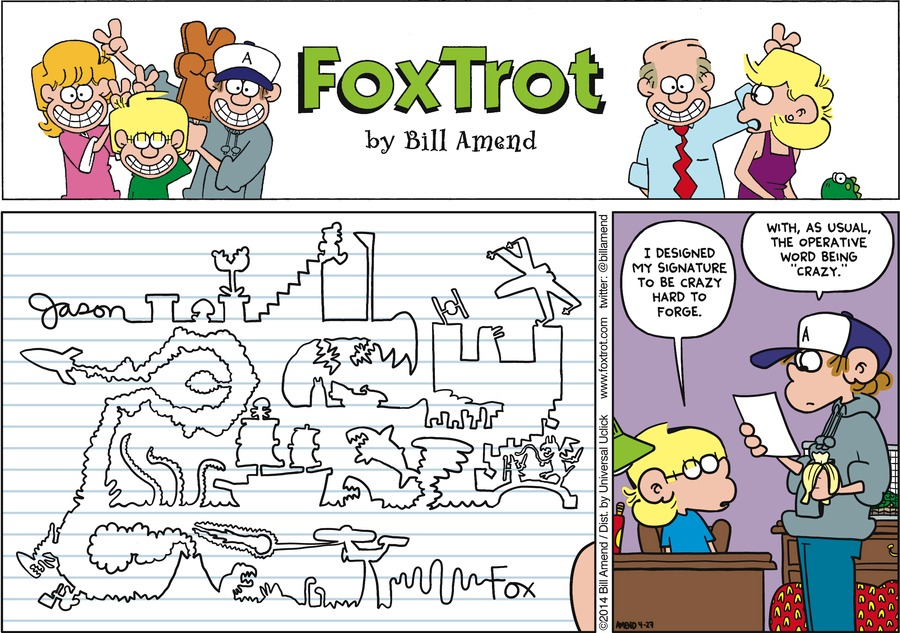 A
FoxTrot
by Bill Amend
Jason
Fox
©2014 Bill Amend / Dist. by Universal Uclick www.foxtrot.com twitter: @billamend
I DESIGNED
MY SIGNATURE
TO BE CRAZY
HARD TO
FORGE.
WITH, AS USUAL,
THE OPERATIVE
WORD BEING
"CRAZY."
A
AMEND 4-27